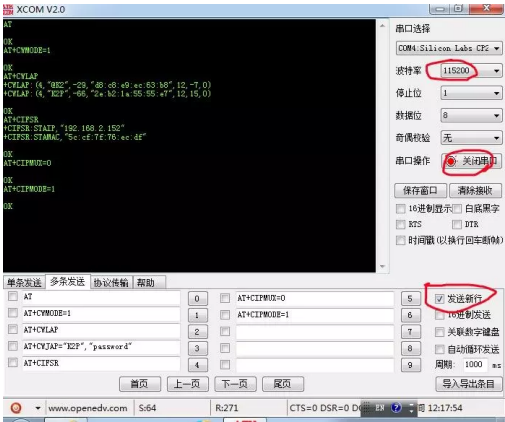 XCOM V2.0
AT
OK
AT+CWMODE=1
OK
AT+CWLAP
+CWLAP: (4, "@K2", -29, "d8:c8:e9:ec:63:b8", 12, -7, 0)
+CWLAP: (4, "K2P", -66, "2e:b2:1a:55:55:e7", 12, 15, 0)
OK
AT+CIFSR
+CIFSR:STAIP, "192.168.2.152"
+CIFSR:STAMAC, "5c:cf:7f:76:ec:df"
OK
AT+CIPMUX=0
OK
AT+CIPMODE=1
OK
串口选择
COM4:Silicon Labs CP2
波特率 115200
停止位 1
数据位 8
奇偶校验 无
串口操作 关闭串口
保存窗口 清除接收
16进制显示 白底黑字
RTS DTR
时间戳(以换行回车断帧)
单条发送 多条发送 协议传输 帮助
AT 0 AT+CIPMUX=0 5
AT+CWMODE=1 1 AT+CIPMODE=1 6
AT+CWLAP 2 7
AT+CWJAP="K2P", "password" 3 8
AT+CIFSR 4 9
发送新行
16进制发送
关联数字键盘
自动循环发送
周期: 1000 ms
首页 上一页 下一页 尾页 导入导出条目
www.openedv.com S:64 R:271 CTS=0 DSR=0 EN 12:17:54